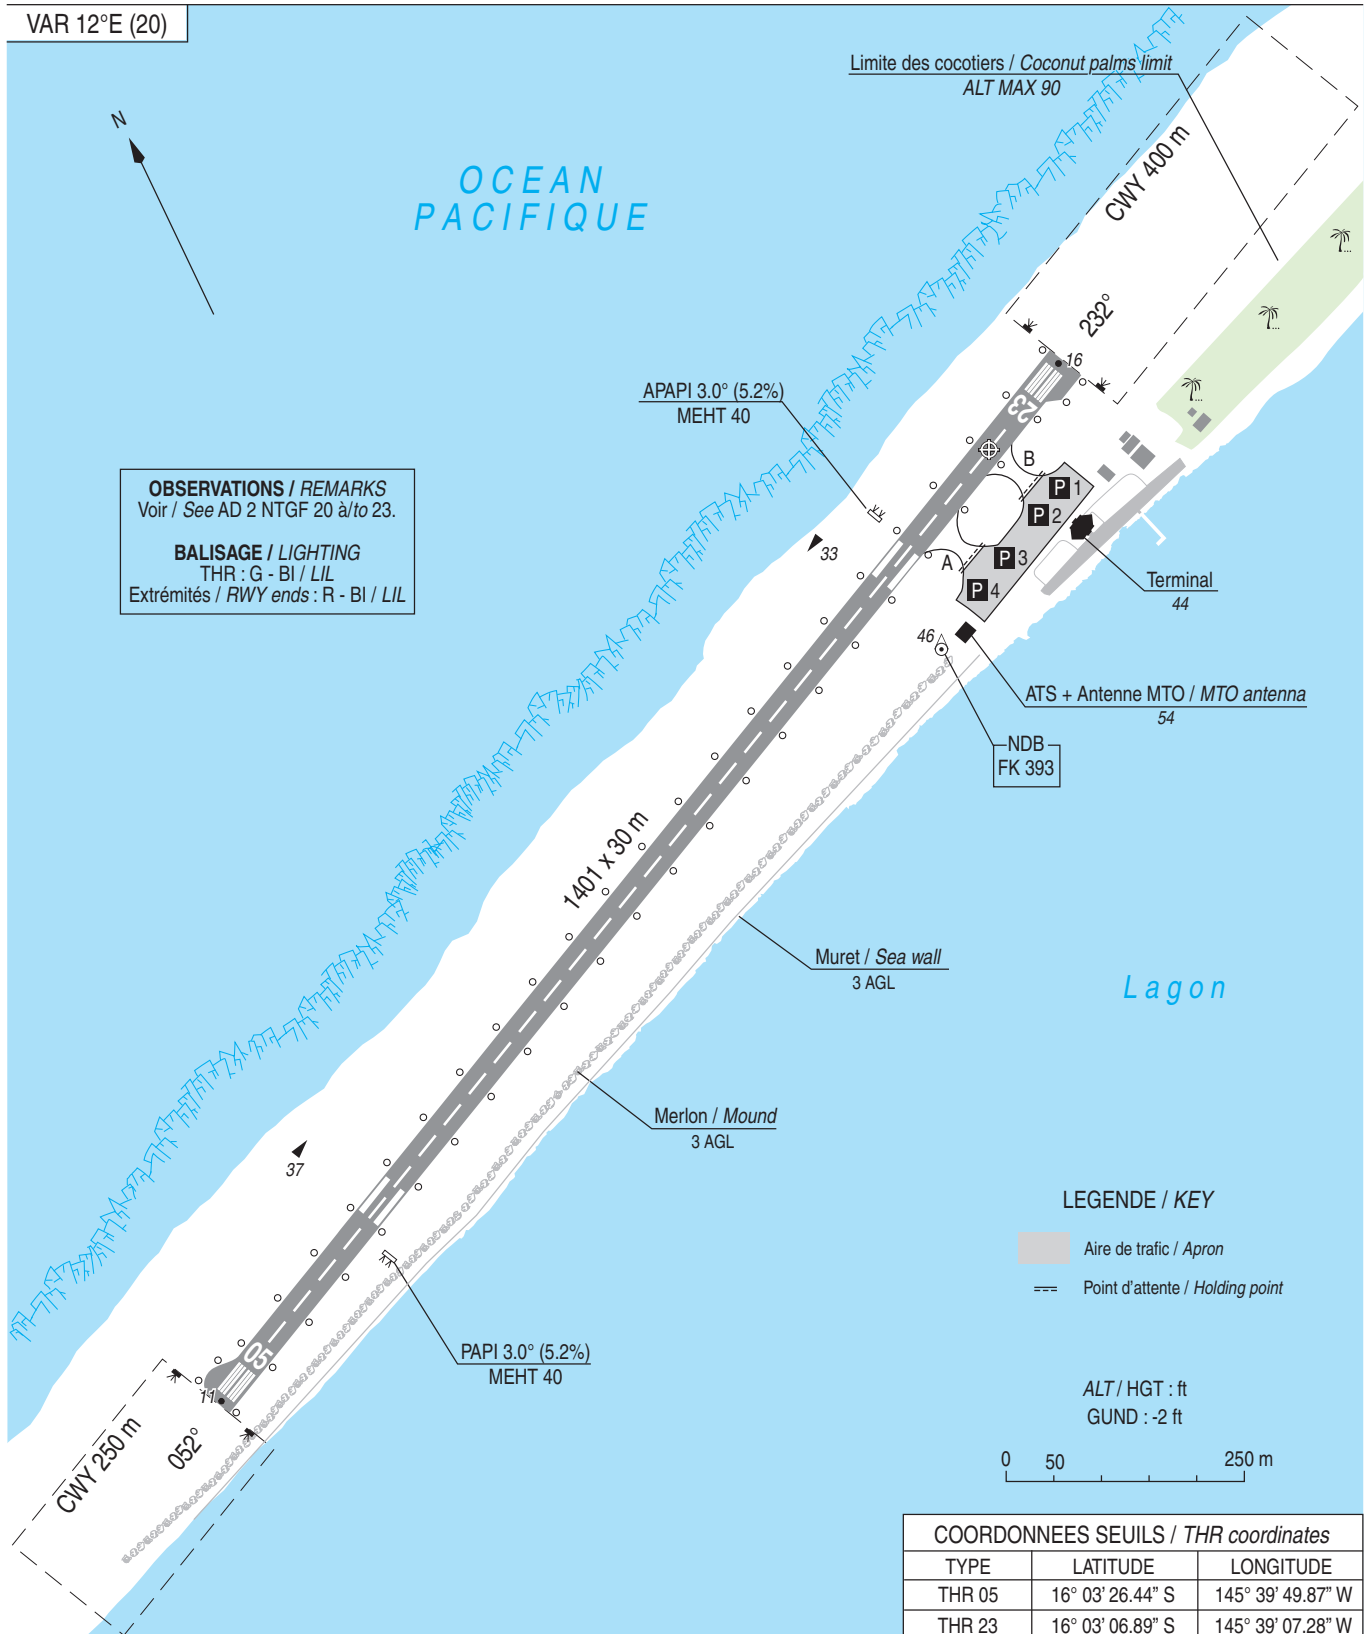 VAR 12°E (20)
Limite des cocotiers / Coconut palms limit
ALT MAX 90
N
OCEAN
PACIFIQUE
CWY 400 m
232°
16
23
APAPI 3.0° (5.2%)
MEHT 40
B
P 1
P 2
P 3
P 4
A
33
OBSERVATIONS / REMARKS
Voir / See AD 2 NTGF 20 à/to 23.
BALISAGE / LIGHTING
THR : G - BI / LIL
Extrémités / RWY ends : R - BI / LIL
Terminal
44
46
ATS + Antenne MTO / MTO antenna
54
NDB
FK 393
1401 x 30 m
Muret / Sea wall
3 AGL
Lagon
Merlon / Mound
3 AGL
37
LEGENDE / KEY
Aire de trafic / Apron
Point d'attente / Holding point
PAPI 3.0° (5.2%)
MEHT 40
05
11
052°
CWY 250 m
ALT / HGT : ft
GUND : -2 ft
0 50 250 m
COORDONNEES SEUILS / THR coordinates
TYPE LATITUDE LONGITUDE
THR 05 16° 03' 26.44" S 145° 39' 49.87" W
THR 23 16° 03' 06.89" S 145° 39' 07.28" W